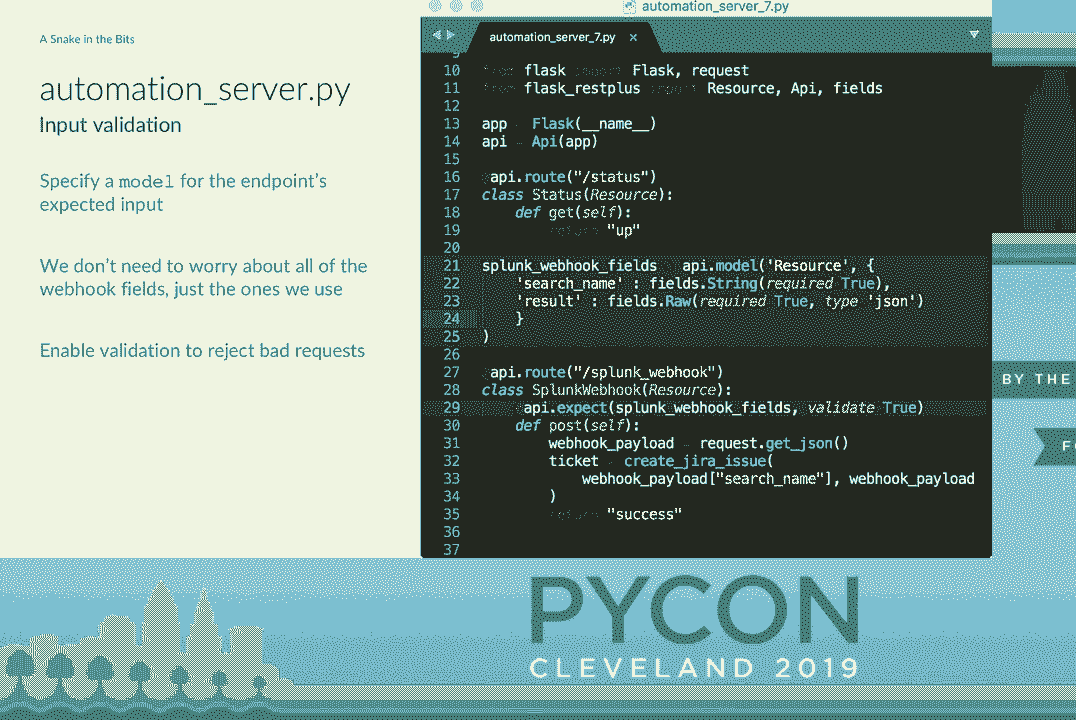 A Snake in the Bits
automation_server.py
Input validation
Specify a model for the endpoint's
expected input
We don't need to worry about all of the
webhook fields, just the ones we use
Enable validation to reject bad requests
automation_server_7.py
automation_server_7.py ×
9
10 from flask import Flask, request
11 from flask_restplus import Resource, Api, fields
12
13 app = Flask(__name__)
14 api = Api(app)
15
16 @api.route("/status")
17 class Status(Resource):
18 def get(self):
19 return "up"
20
21 splunk_webhook_fields = api.model('Resource', {
22 'search_name' : fields.String(required=True),
23 'result' : fields.Raw(required=True, type='json')
24 }
25 )
26
27 @api.route("/splunk_webhook")
28 class SplunkWebhook(Resource):
29 @api.expect(splunk_webhook_fields, validate=True)
30 def post(self):
31 webhook_payload = request.get_json()
32 ticket = create_jira_issue(
33 webhook_payload["search_name"], webhook_payload
34 )
35 return "success"
36
37
BY THE
F
PYCON
CLEVELAND 2019